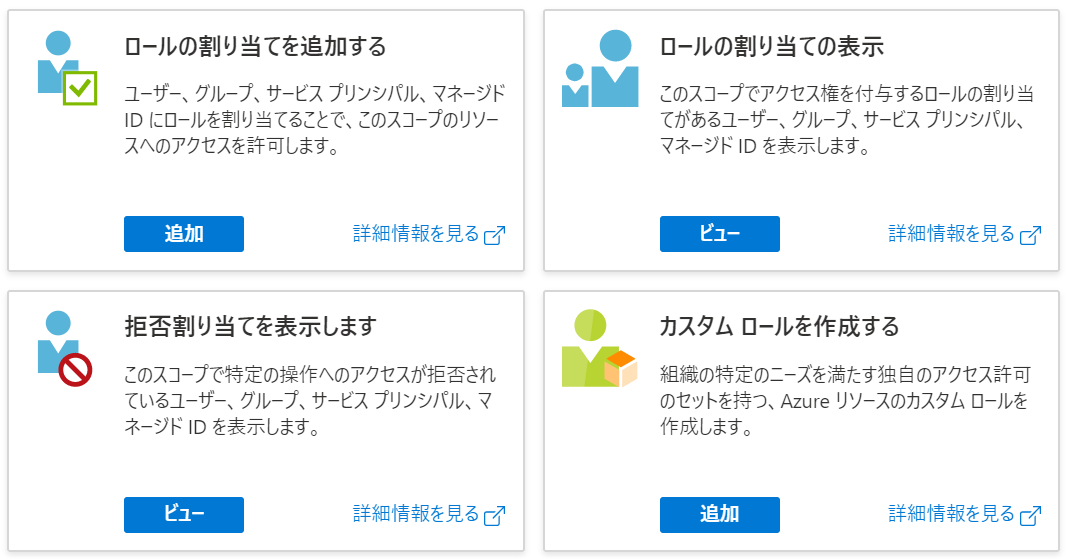 ロールの割り当てを追加する
ユーザー、グループ、サービス プリンシパル、マネージド
ID にロールを割り当てることで、このスコープのリソー
スへのアクセスを許可します。
追加
詳細情報を見る
ロールの割り当ての表示
このスコープでアクセス権を付与するロールの割り当
てがあるユーザー、グループ、サービス プリンシパル、
マネージド ID を表示します。
ビュー
詳細情報を見る
拒否割り当てを表示します
このスコープで特定の操作へのアクセスが拒否され
ているユーザー、グループ、サービス プリンシパル、マ
ネージド ID を表示します。
ビュー
詳細情報を見る
カスタム ロールを作成する
組織の特定のニーズを満たす独自のアクセス許可
のセットを持つ、Azure リソースのカスタム ロールを
作成します。
追加
詳細情報を見る